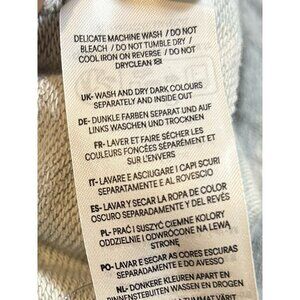 DELICATE MACHINE WASH / DO NOT
BLEACH / DO NOT TUMBLE DRY /
COOL IRON ON REVERSE / DO NOT
DRYCLEAN
UK- WASH AND DRY DARK COLOURS
SEPARATELY AND INSIDE OUT
DE- DUNKLE FARBEN SEPARAT UND AUF
LINKS WASCHEN UND TROCKNEN
FR- LAVER ET FAIRE SÉCHER LES
COULEURS FONCÉES SÉPARÉMENT
SUR L'ENVERS
IT- LAVARE E ASCIUGARE I CAPI SCURI
SEPARATAMENTE E AL ROVESCIO
ES- LAVAR Y SECAR LA ROPA DE COLOR
OSCURO SEPARADAMENTE Y DEL REVÉS
PL- PRAĆ I SUSZYĆ CIEMNE KOLORY
ODDZIELNIE I ODWRÓCONE NA LEWĄ
STRONĘ
PO- LAVAR E SECAR AS CORES ESCURAS
SEPARADAMENTE E DO AVESSO
NL- DONKERE KLEUREN APART EN
BINNENSTEBUITEN WASSEN EN DROGEN